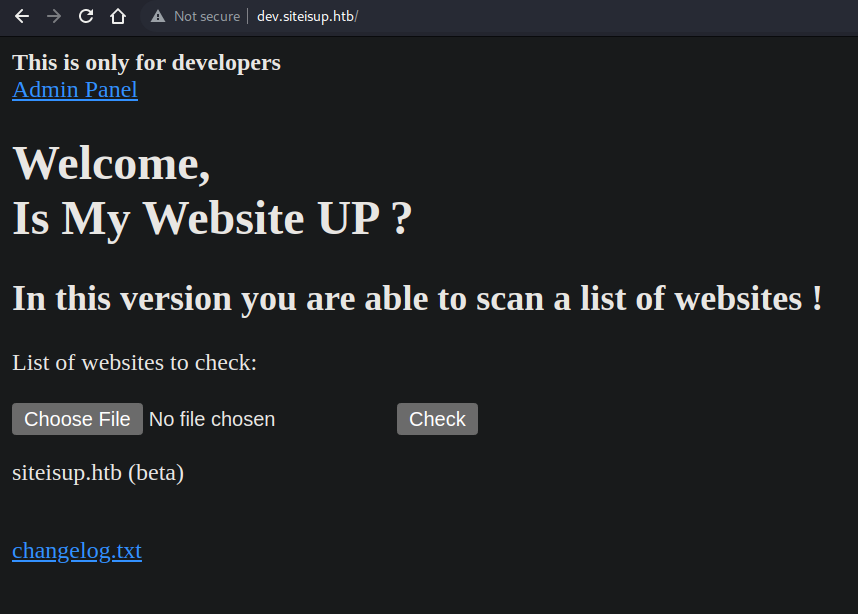 Not secure dev.siteisup.htb/
This is only for developers
Admin Panel
Welcome,
Is My Website UP ?
In this version you are able to scan a list of websites !
List of websites to check:
Choose File No file chosen Check
siteisup.htb (beta)
changelog.txt